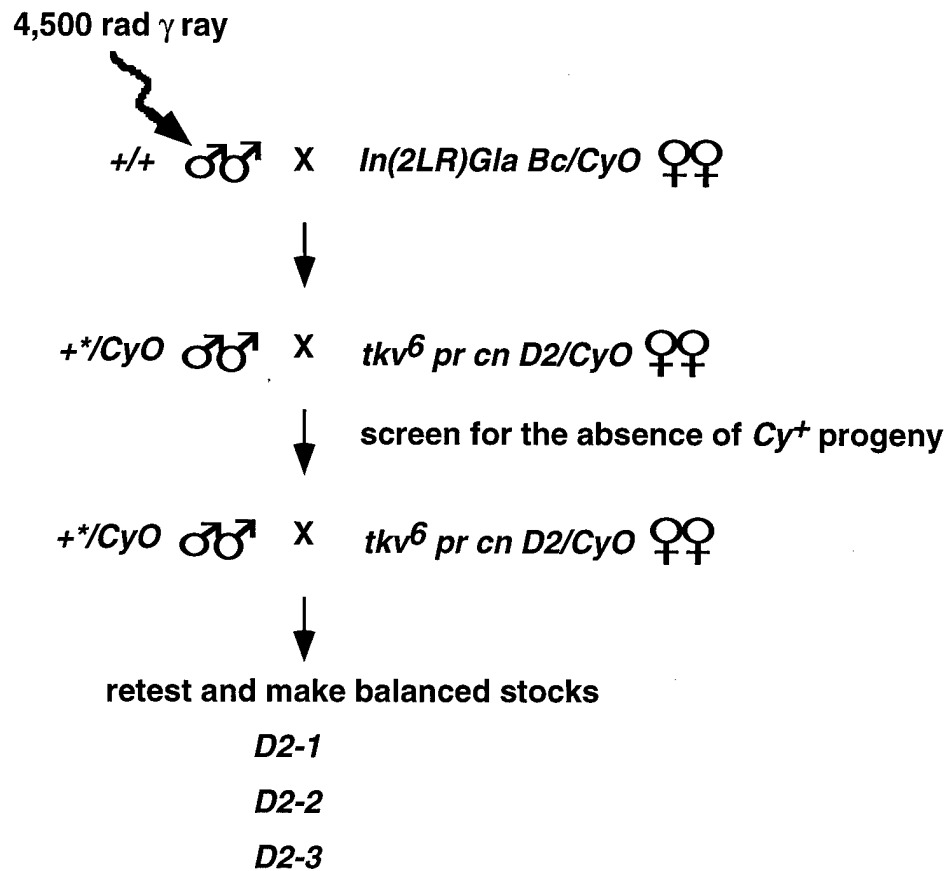 4,500 rad γ ray
+/+ ♂♂ X In(2LR)Gla Bc/CyO ♀♀
+*/CyO ♂♂ X tkv⁶ pr cn D2/CyO ♀♀
screen for the absence of Cy⁺ progeny
+*/CyO ♂♂ X tkv⁶ pr cn D2/CyO ♀♀
retest and make balanced stocks
D2-1
D2-2
D2-3